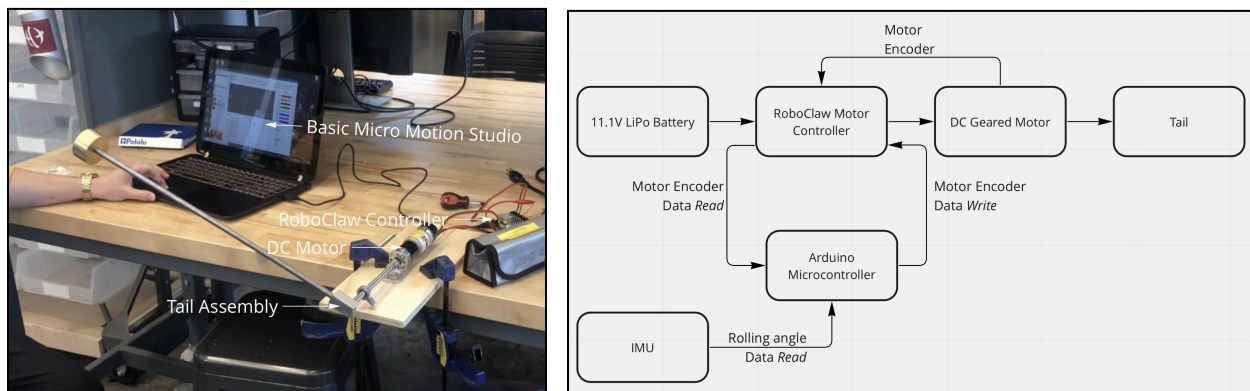 Pololu
Basic Micro Motion Studio
RoboClaw Controller
DC Motor
Tail Assembly
Motor
Encoder
11.1V LiPo Battery
RoboClaw Motor
Controller
DC Geared Motor
Tail
Motor Encoder
Data Read
Motor Encoder
Data Write
Arduino
Microcontroller
IMU
Rolling angle
Data Read